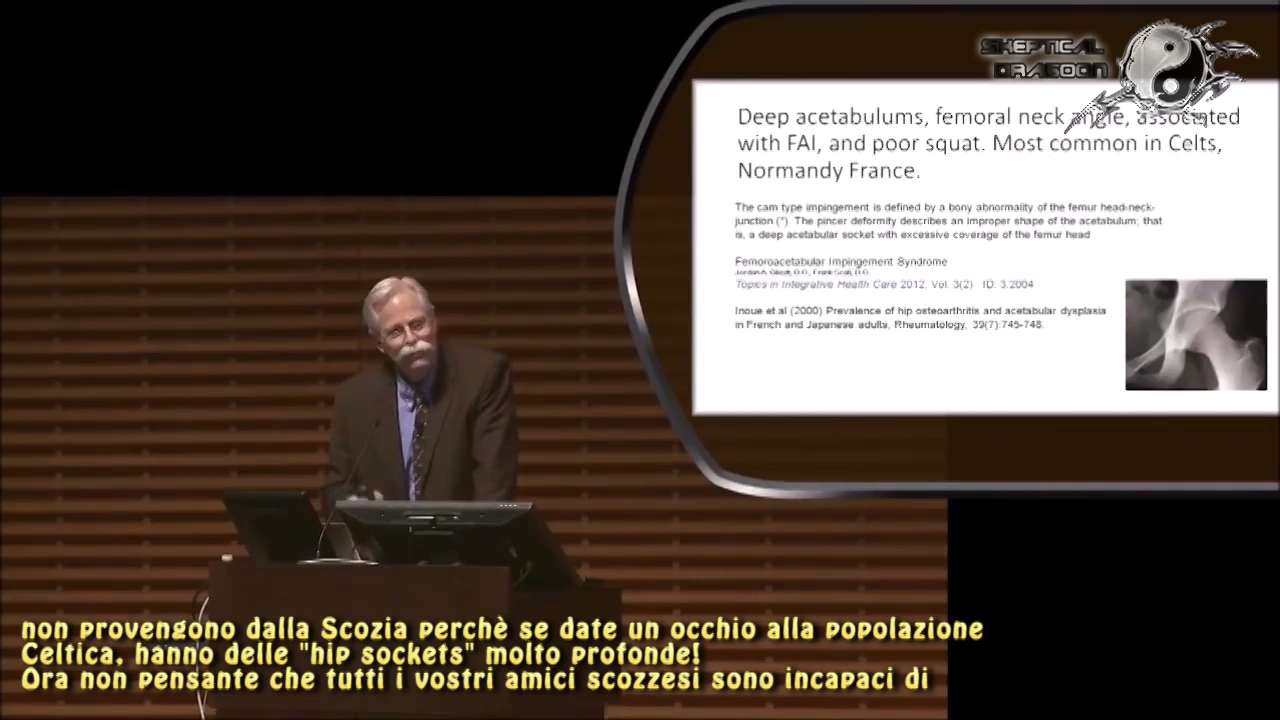 SKEPTICAL
DRAGOON
Deep acetabulums, femoral neck angle, associated
with FAI, and poor squat. Most common in Celts,
Normandy France.
The cam type impingement is defined by a bony abnormality of the femur head-neck-
junction (*). The pincer deformity describes an improper shape of the acetabulum; that
is, a deep acetabular socket with excessive coverage of the femur head
Femoroacetabular Impingement Syndrome
Jordan A. D.C., Frank Scali, D.C.
Topics in Integrative Health Care 2012, Vol. 3(2) ID: 3.2004
Inoue et al (2000) Prevalence of hip osteoarthritis and acetabular dysplasia
in French and Japanese adults, Rheumatology, 39(7):745-748.
non provengono dalla Scozia perchè se date un occhio alla popolazione
Celtica, hanno delle "hip sockets" molto profonde!
Ora non pensante che tutti i vostri amici scozzesi sono incapaci di